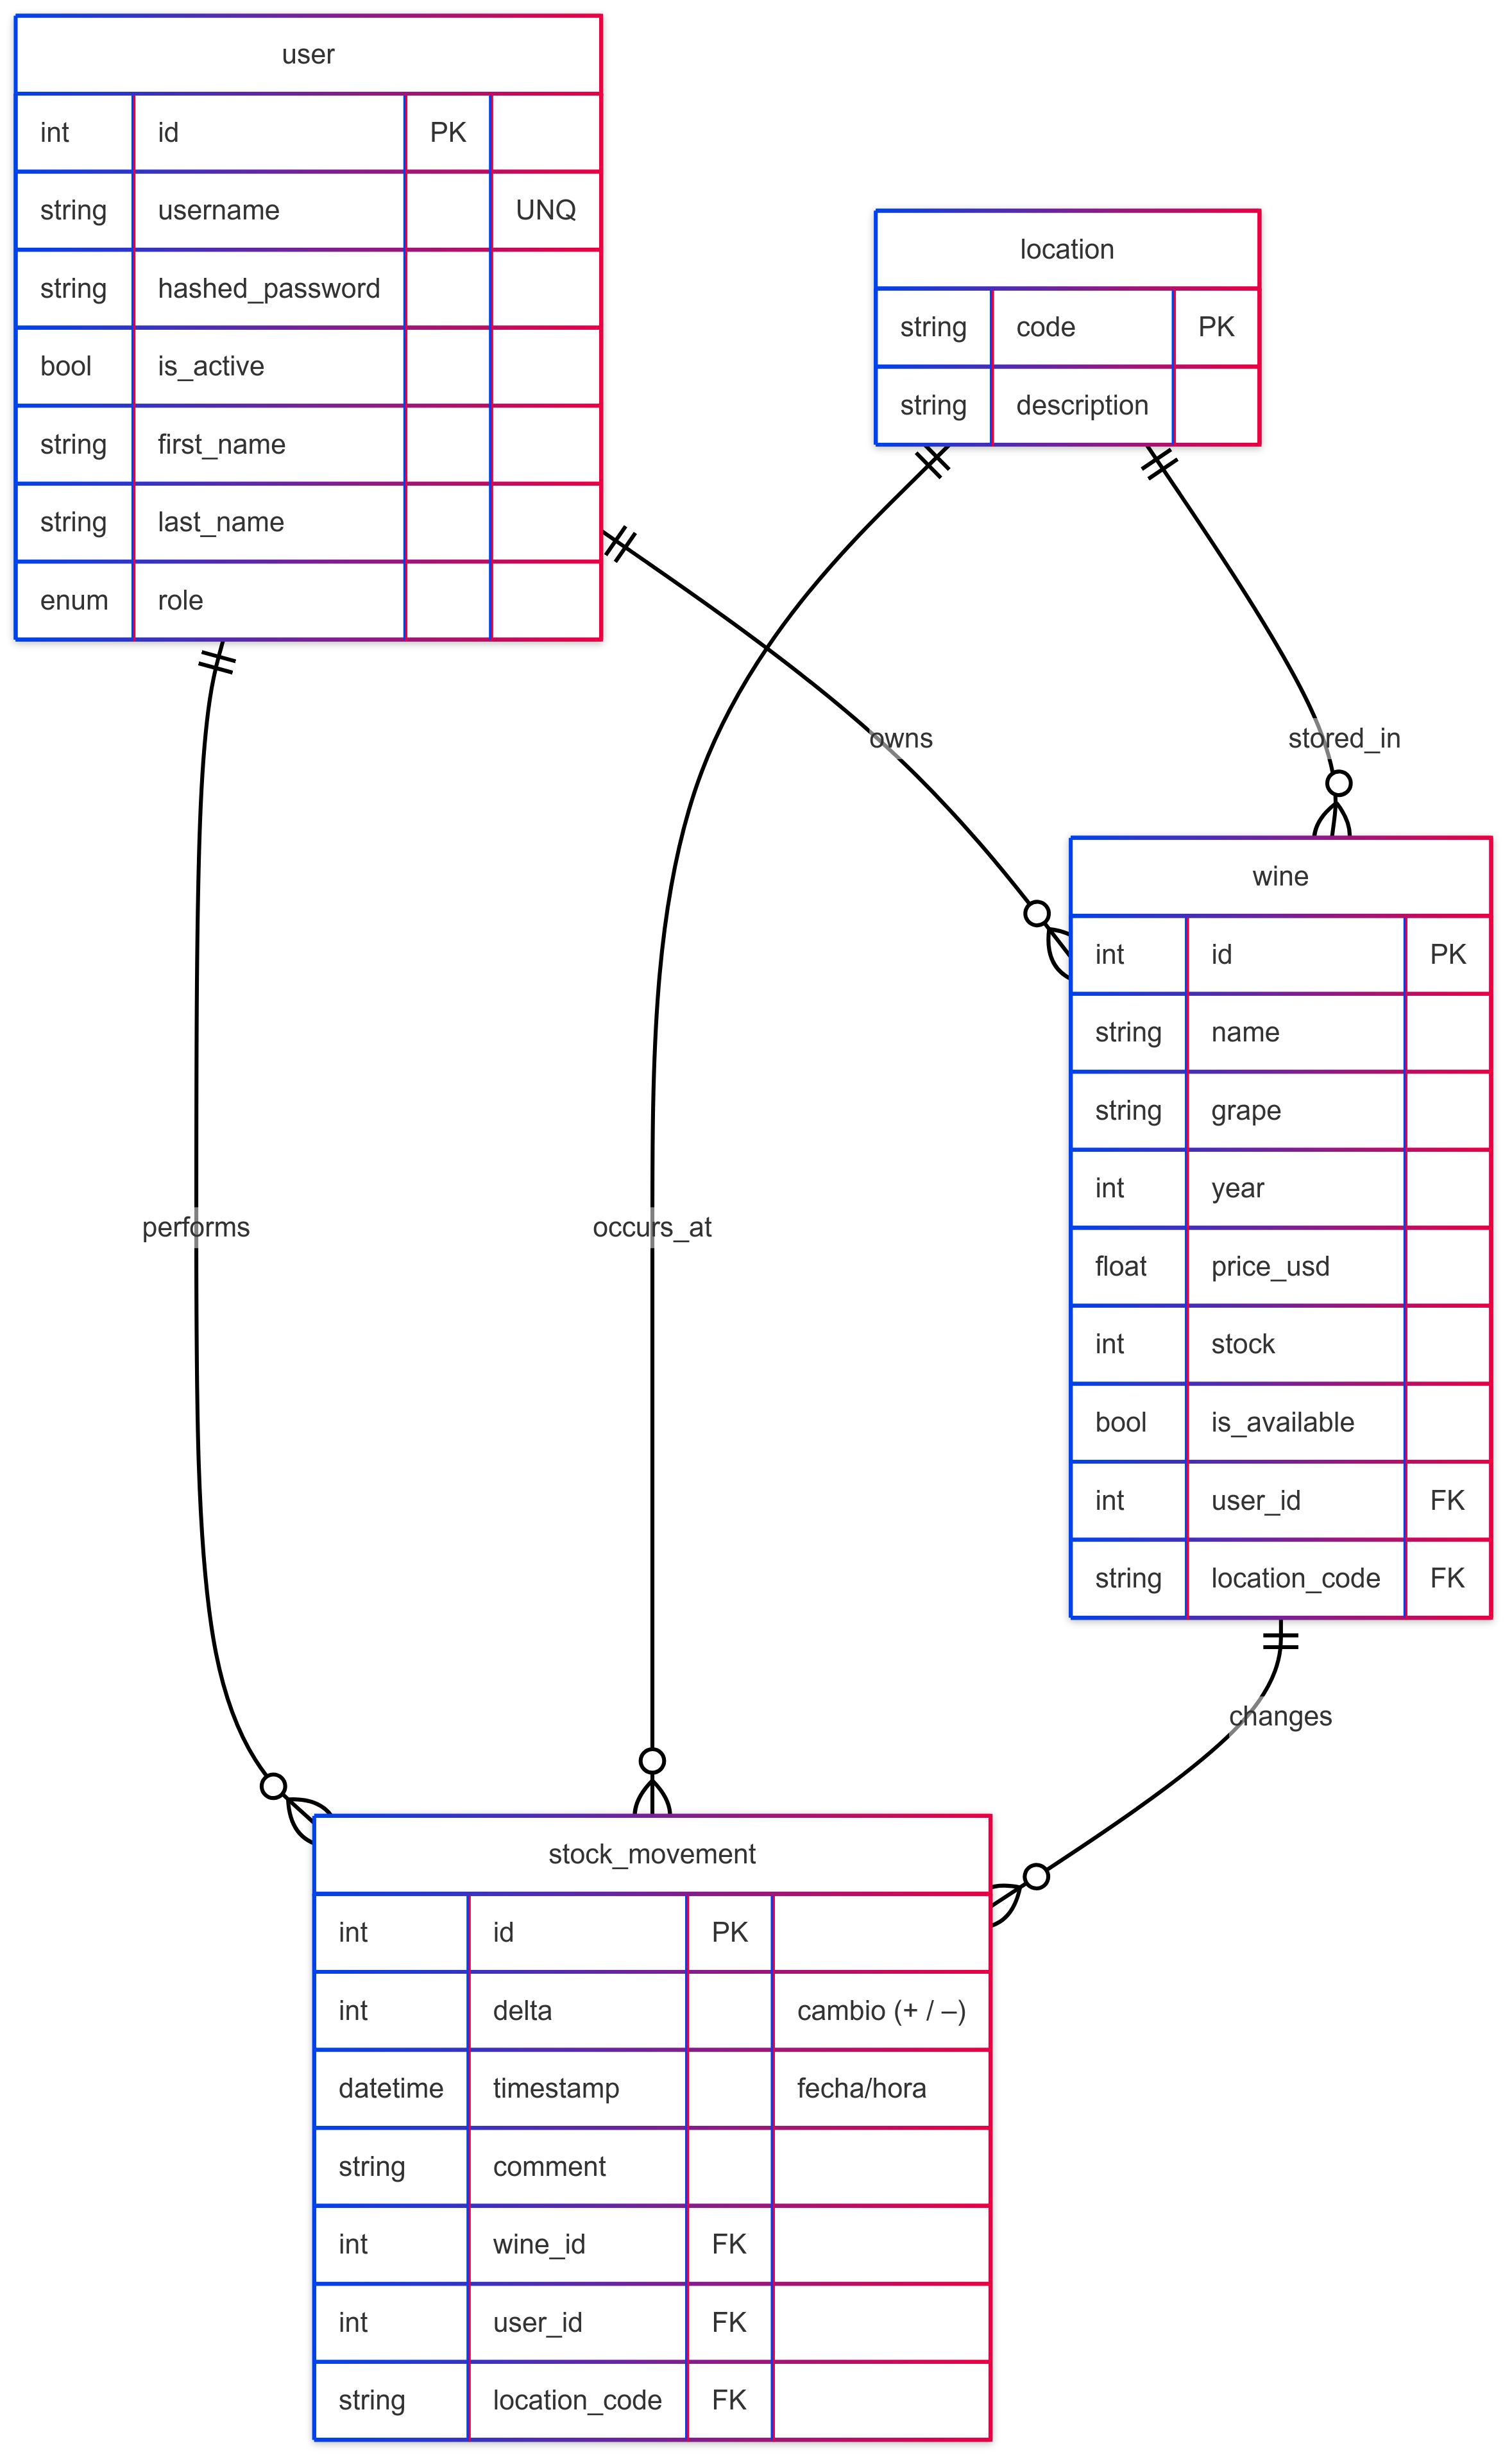 user
int id PK
string username UNQ
string hashed_password
bool is_active
string first_name
string last_name
enum role
location
string code PK
string description
owns
stored_in
wine
int id PK
string name
string grape
int year
float price_usd
int stock
bool is_available
int user_id FK
string location_code FK
performs
occurs_at
changes
stock_movement
int id PK
int delta cambio (+ / –)
datetime timestamp fecha/hora
string comment
int wine_id FK
int user_id FK
string location_code FK